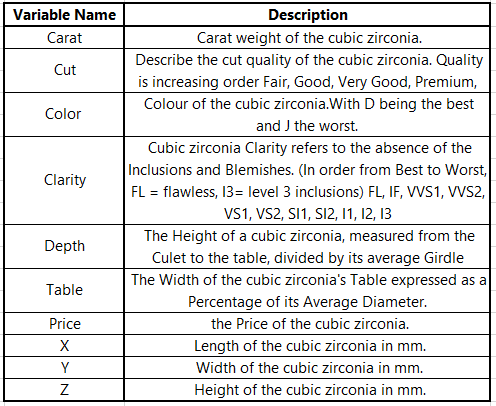 Variable Name Description
Carat Carat weight of the cubic zirconia.
Cut Describe the cut quality of the cubic zirconia. Quality
is increasing order Fair, Good, Very Good, Premium,
Color Colour of the cubic zirconia.With D being the best
and J the worst.
Clarity Cubic zirconia Clarity refers to the absence of the
Inclusions and Blemishes. (In order from Best to Worst,
FL = flawless, I3= level 3 inclusions) FL, IF, VVS1, VVS2,
VS1, VS2, SI1, SI2, I1, I2, I3
Depth The Height of a cubic zirconia, measured from the
Culet to the table, divided by its average Girdle
Table The Width of the cubic zirconia's Table expressed as a
Percentage of its Average Diameter.
Price the Price of the cubic zirconia.
X Length of the cubic zirconia in mm.
Y Width of the cubic zirconia in mm.
Z Height of the cubic zirconia in mm.